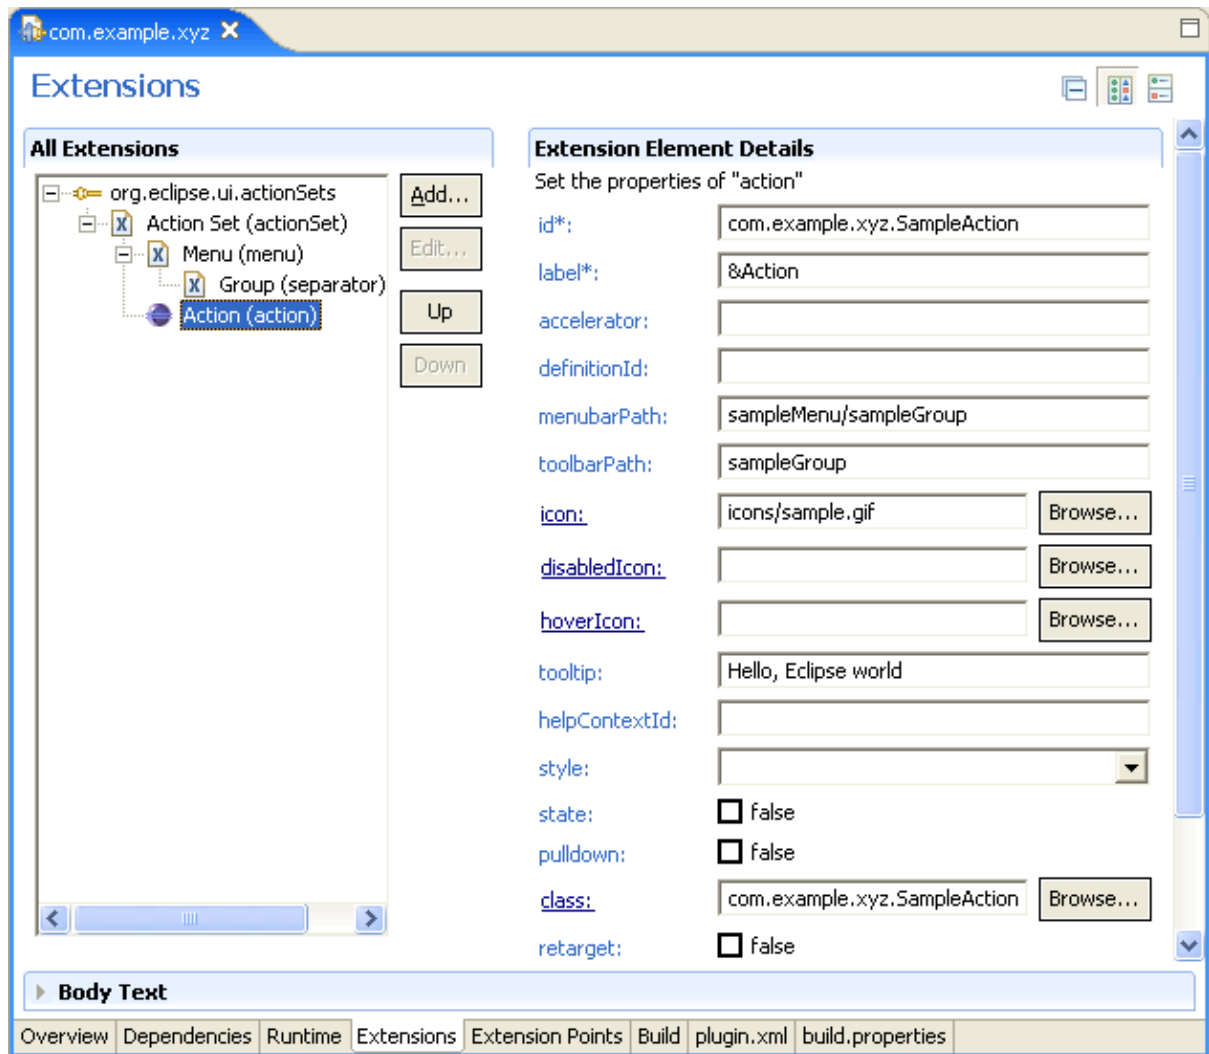 com.example.xyz
Extensions
All Extensions
org.eclipse.ui.actionSets
Action Set (actionSet)
Menu (menu)
Group (separator)
Action (action)
Add...
Edit...
Up
Down
Extension Element Details
Set the properties of "action"
id*: com.example.xyz.SampleAction
label*: &Action
accelerator:
definitionId:
menubarPath: sampleMenu/sampleGroup
toolbarPath: sampleGroup
icon: icons/sample.gif Browse...
disabledIcon: Browse...
hoverIcon: Browse...
tooltip: Hello, Eclipse world
helpContextId:
style:
state: false
pulldown: false
class: com.example.xyz.SampleAction Browse...
retarget: false
Body Text
Overview Dependencies Runtime Extensions Extension Points Build plugin.xml build.properties